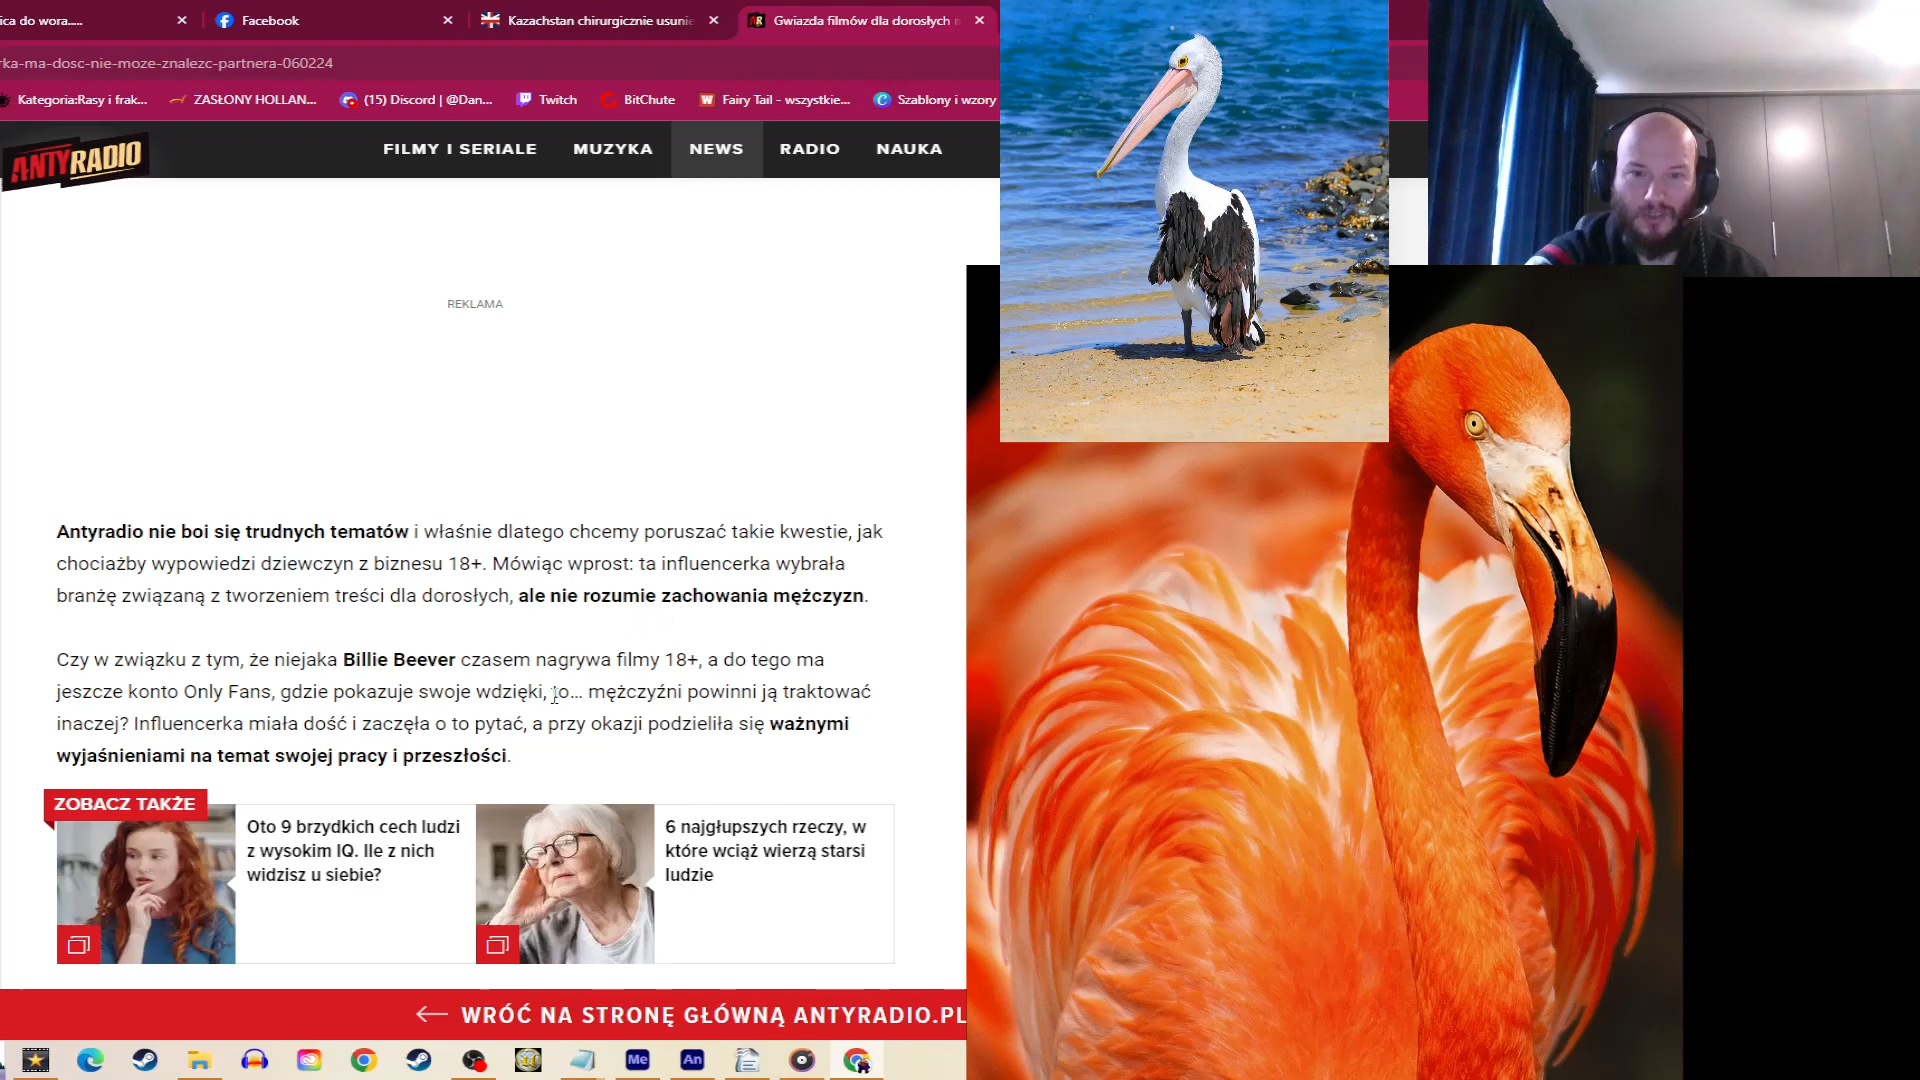 ica do wora.....
Facebook
Kazachstan chirurgicznie usunie
Gwiazda filmów dla dorosłych
rka-ma-dosc-nie-moze-znalezc-partnera-060224
Kategoria:Rasy i frak...
ZASŁONY HOLLAN...
(15) Discord | @Dan...
Twitch
BitChute
Fairy Tail - wszystkie...
Szablony i wzory
ANTYRADIO
FILMY I SERIALE
MUZYKA
NEWS
RADIO
NAUKA
REKLAMA
Antyradio nie boi się trudnych tematów i właśnie dlatego chcemy poruszać takie kwestie, jak
chociażby wypowiedzi dziewczyn z biznesu 18+. Mówiąc wprost: ta influencerka wybrała
branżę związaną z tworzeniem treści dla dorosłych, ale nie rozumie zachowania mężczyzn.
Czy w związku z tym, że niejaka Billie Beever czasem nagrywa filmy 18+, a do tego ma
jeszcze konto Only Fans, gdzie pokazuje swoje wdzięki, to... mężczyźni powinni ją traktować
inaczej? Influencerka miała dość i zaczęła o to pytać, a przy okazji podzieliła się ważnymi
wyjaśnieniami na temat swojej pracy i przeszłości.
ZOBACZ TAKŻE
Oto 9 brzydkich cech ludzi
z wysokim IQ. Ile z nich
widzisz u siebie?
6 najgłupszych rzeczy, w
które wciąż wierzą starsi
ludzie
WRÓĆ NA STRONĘ GŁÓWNĄ ANTYRADIO.PL
Me
An